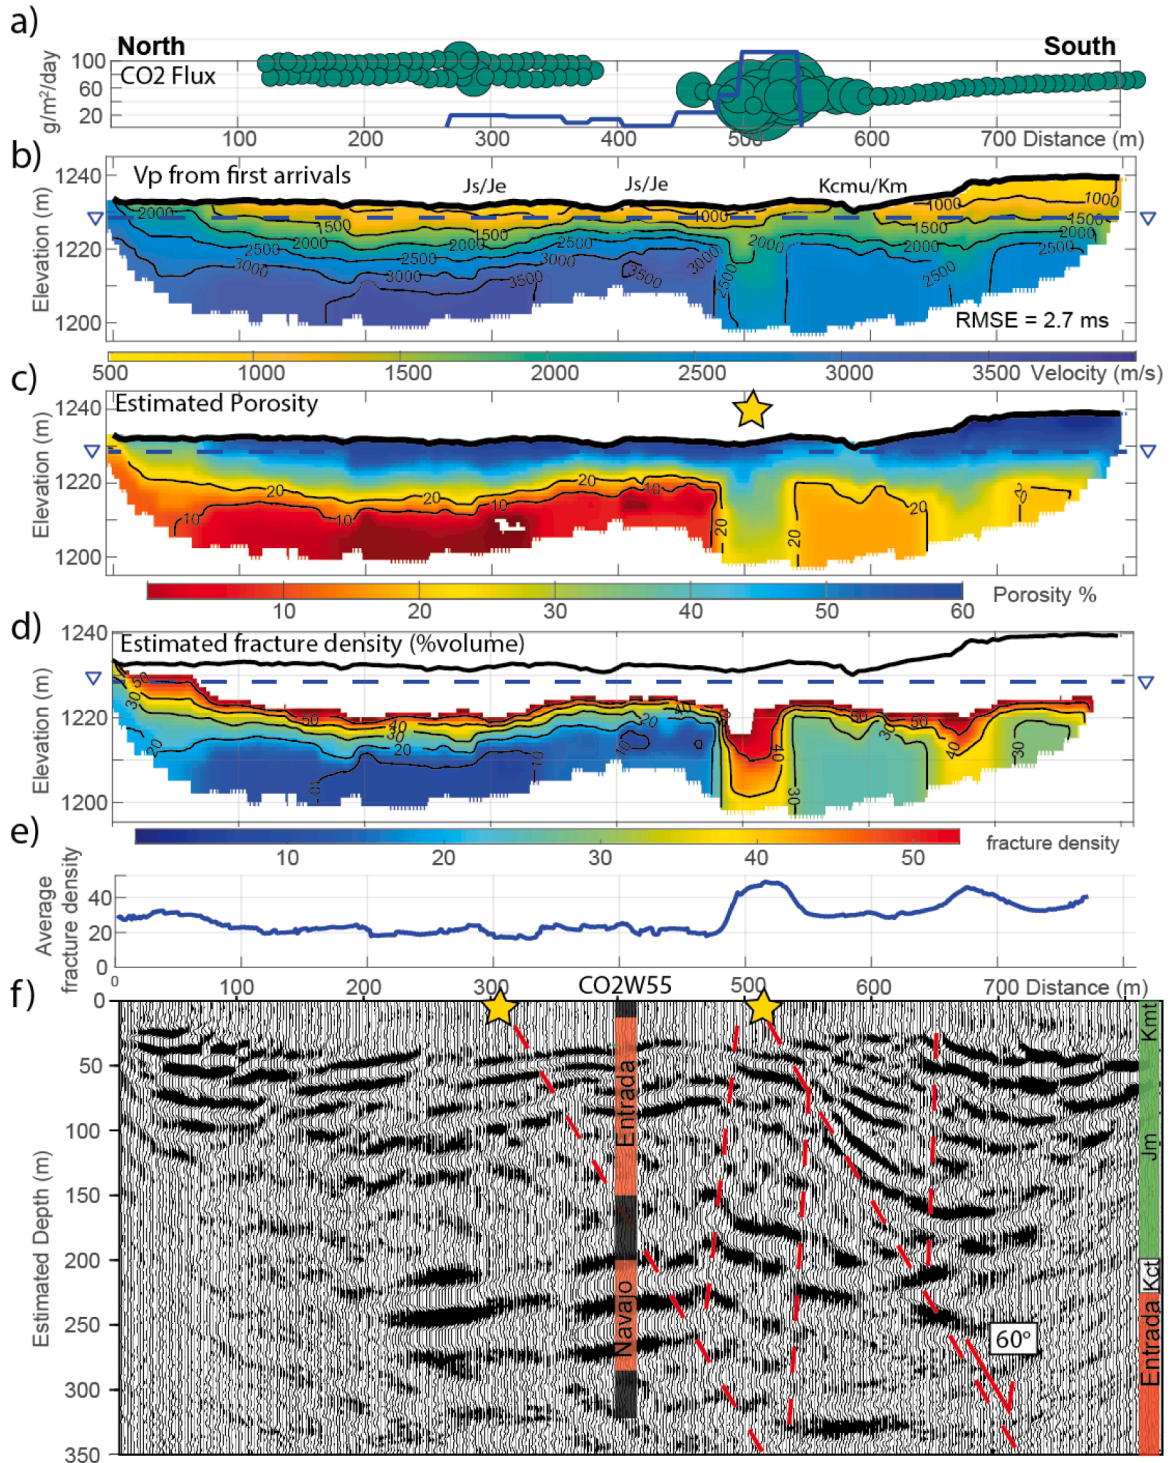 a)
North
South
CO2 Flux
g/m²/day
100
60
20
100 200 300 400 500 600 700 Distance (m)
b)
Vp from first arrivals
Js/Je
Js/Je
Kcmu/Km
Elevation (m)
1240
1220
1200
2000
1500
2500
2000
3000
1500
2000
2500
3000
3500
2500
3000
3500
1000
3000
2500
2000
1000
1500
2000
2500
1000
1500
2000
2500
RMSE = 2.7 ms
500 1000 1500 2000 2500 3000 3500 Velocity (m/s)
c)
Estimated Porosity
Elevation (m)
1240
1220
1200
20
20
20
10
10
10
10
20
20
20
20
10 20 30 40 50 60 Porosity %
d)
Estimated fracture density (%volume)
Elevation (m)
1240
1220
1200
50
30
20
50
40
30
20
10
10
20
10
40
40
30
50
30
50
40
30
10 20 30 40 50 fracture density
e)
Average
fracture density
40
20
0
0 100 200 300 500 600 700 Distance (m)
CO2W55
f)
Estimated Depth (m)
0
50
100
150
200
250
300
350
Entrada
Navajo
60°
Kmt
Jm
Kct
Entrada